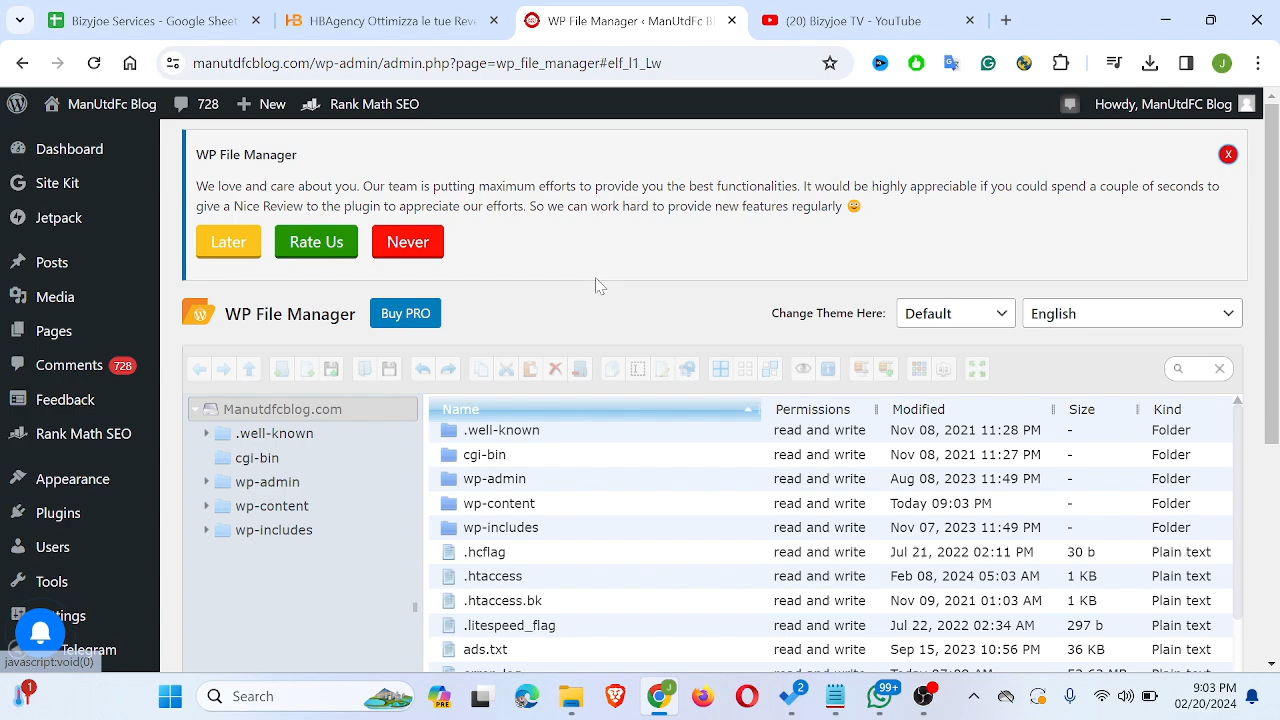 Bizyjoe Services - Google Sheet
HBAgency Ottimizza le tue Reve
WP File Manager ‹ ManUtdFc Bl
(20) Bizyjoe TV - YouTube
manutdfcblog.com/wp-admin/admin.php?page=wp_file_manager#elf_l1_Lw
J
ManUtdFc Blog
728
New
Rank Math SEO
Howdy, ManUtdFC Blog
Dashboard
Site Kit
Jetpack
Posts
Media
Pages
Comments 728
Feedback
Rank Math SEO
Appearance
Plugins
Users
Tools
WP File Manager
X
We love and care about you. Our team is putting maximum efforts to provide you the best functionalities. It would be highly appreciable if you could spend a couple of seconds to
give a Nice Review to the plugin to appreciate our efforts. So we can work hard to provide new features regularly
Later
Rate Us
Never
WP File Manager
Buy PRO
Change Theme Here:
Default
English
Manutdfcblog.com
.well-known
cgi-bin
wp-admin
wp-content
wp-includes
Name Permissions Modified Size Kind
.well-known read and write Nov 08, 2021 11:28 PM - Folder
cgi-bin read and write Nov 08, 2021 11:27 PM - Folder
wp-admin read and write Aug 08, 2023 11:49 PM - Folder
wp-content read and write Today 09:03 PM - Folder
wp-includes read and write Nov 07, 2023 11:49 PM - Folder
.hcflag read and write Jul 21, 2022 02:11 PM 30 b Plain text
.htaccess read and write Feb 08, 2024 05:03 AM 1 KB Plain text
.htaccess.bk read and write Nov 09, 2021 01:03 AM 1 KB Plain text
.litespeed_flag read and write Jul 22, 2022 02:34 AM 297 b Plain text
ads.txt read and write Sep 15, 2023 10:56 PM 36 KB Plain text
javascript:void(0)
1
Search
PRE
J
2
99+
9:03 PM
02/20/2024